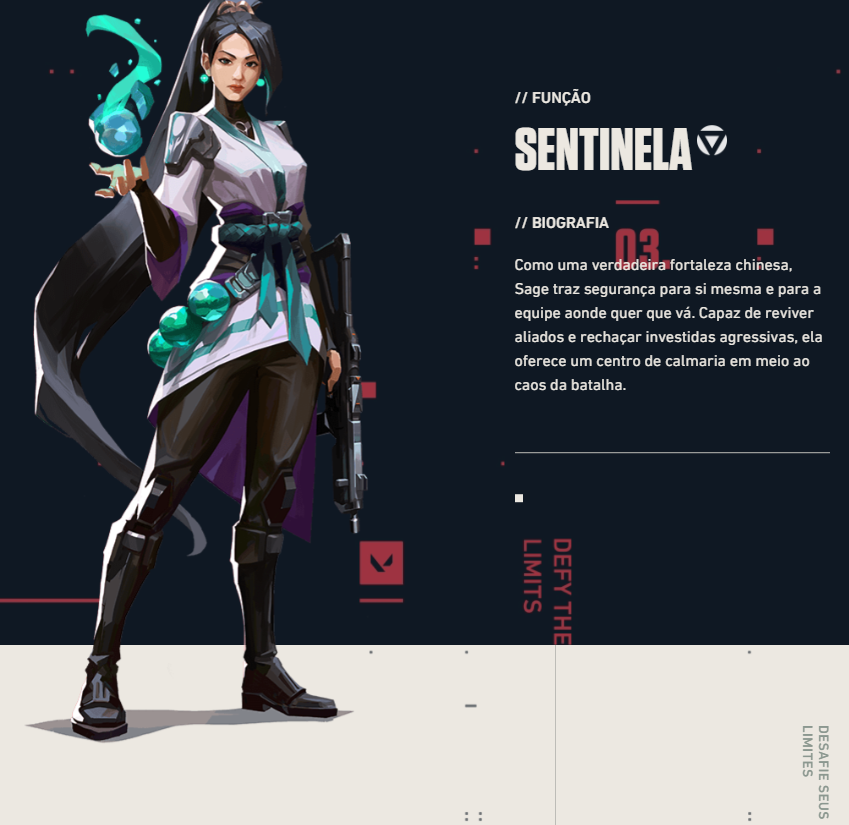 // FUNÇÃO
SENTINELA
// BIOGRAFIA
03.
Como uma verdadeira fortaleza chinesa,
Sage traz segurança para si mesma e para a
equipe aonde quer que vá. Capaz de reviver
aliados e rechaçar investidas agressivas, ela
oferece um centro de calmaria em meio ao
caos da batalha.
DEFY THE
LIMITS
DESAFIE SEUS
LIMITES